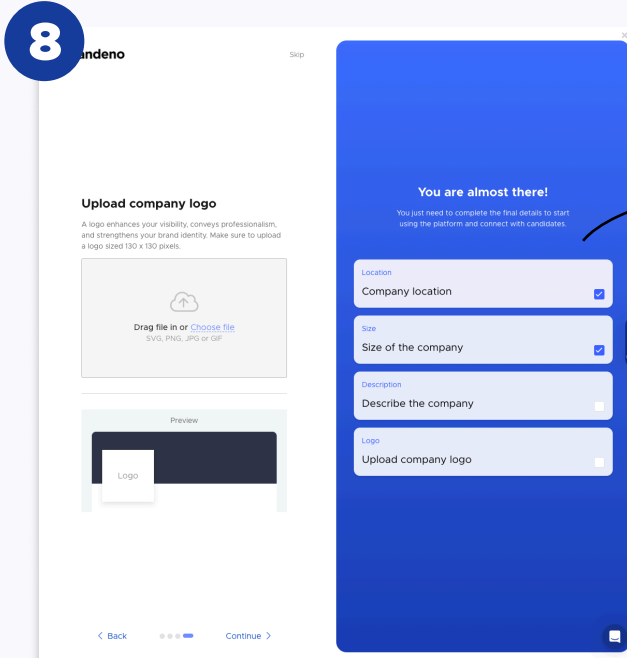 8
andeno
Skip
Upload company logo
A logo enhances your visibility, conveys professionalism,
and strengthens your brand identity. Make sure to upload
a logo sized 130 x 130 pixels.
Drag file in or Choose file
SVG, PNG, JPG or GIF
Preview
Logo
Back
Continue
You are almost there!
You just need to complete the final details to start
using the platform and connect with candidates.
Location
Company location
Size
Size of the company
Description
Describe the company
Logo
Upload company logo